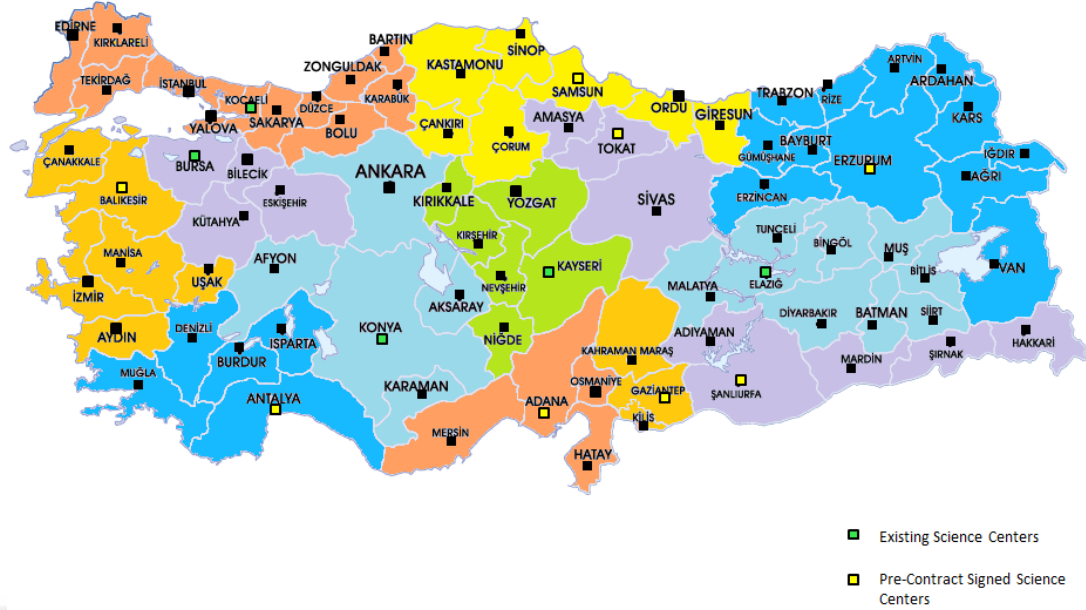 EDİRNE
KIRKLARELİ
TEKİRDAĞ
İSTANBUL
KOCAELİ
YALOVA
SAKARYA
DÜZCE
BOLU
ZONGULDAK
BARTIN
KARABÜK
KASTAMONU
SİNOP
ÇANKIRI
ÇORUM
SAMSUN
AMASYA
TOKAT
ORDU
GİRESUN
TRABZON
RİZE
ARTVİN
ARDAHAN
KARS
GÜMÜŞHANE
BAYBURT
ERZURUM
IĞDIR
AĞRI
ERZİNCAN
ÇANAKKALE
BALIKESİR
BURSA
BİLECİK
ESKİŞEHİR
KÜTAHYA
ANKARA
KIRIKKALE
YOZGAT
SİVAS
KIRŞEHİR
KAYSERİ
NEVŞEHİR
NİĞDE
AKSARAY
KONYA
KARAMAN
AFYON
UŞAK
MANİSA
İZMİR
AYDIN
DENİZLİ
MUĞLA
BURDUR
ISPARTA
ANTALYA
MERSİN
ADANA
OSMANİYE
HATAY
KAHRAMAN MARAŞ
GAZİANTEP
KİLİS
ADIYAMAN
ŞANLIURFA
MALATYA
ELAZIĞ
TUNCELİ
BİNGÖL
MUŞ
BİTLİS
VAN
DİYARBAKIR
BATMAN
SİİRT
MARDİN
ŞIRNAK
HAKKARİ
Existing Science Centers
Pre-Contract Signed Science
Centers